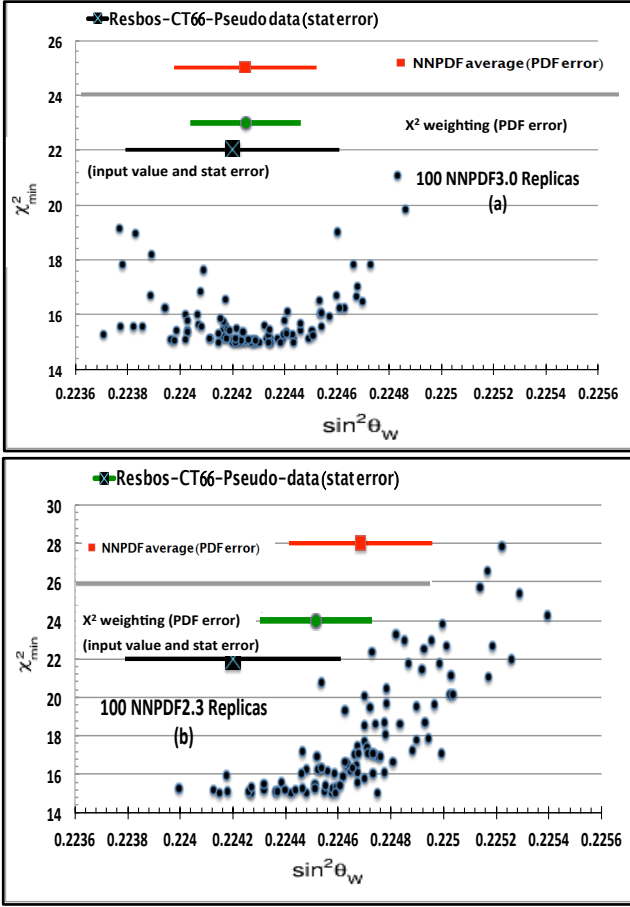 Resbos-CT66-Pseudo data (stat error)
26
24
22
20
18
16
14
NNPDF average (PDF error)
X² weighting (PDF error)
(input value and stat error)
100 NNPDF3.0 Replicas
(a)
χ²min
0.2236 0.2238 0.224 0.2242 0.2244 0.2246 0.2248 0.225 0.2252 0.2254 0.2256
sin²θW
Resbos-CT66-Pseudo-data (stat error)
30
28
26
24
22
20
18
16
14
NNPDF average (PDF error)
X² weighting (PDF error)
(input value and stat error)
100 NNPDF2.3 Replicas
(b)
χ²min
0.2236 0.2238 0.224 0.2242 0.2244 0.2246 0.2248 0.225 0.2252 0.2254 0.2256
sin²θW